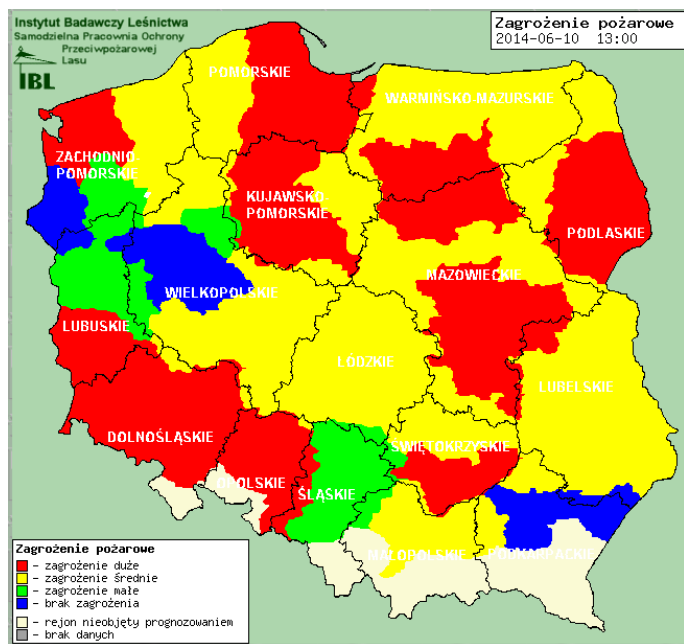 Instytut Badawczy Leśnictwa
Samodzielna Pracownia Ochrony
Przeciwpożarowej
Lasu
IBL
Zagrożenie pożarowe
2014-06-10 13:00
POMORSKIE
WARNIŃSKO-MAZURSKIE
ZACHODNIO-
POMORSKIE
KUJAWSKO-
POMORSKIE
PODLASKIE
MAZOWIECKIE
WIELKOPOLSKIE
LUBUSKIE
ŁÓDZKIE
LUBELSKIE
DOLNOŚLĄSKIE
ŚWIĘTOKRZYSKIE
OPOLSKIE
ŚLĄSKIE
MAŁOPOLSKIE
PODKARPACKIE
Zagrożenie pożarowe
– zagrożenie duże
– zagrożenie średnie
– zagrożenie małe
– brak zagrożenia
– rejon nieobjęty prognozowaniem
– brak danych